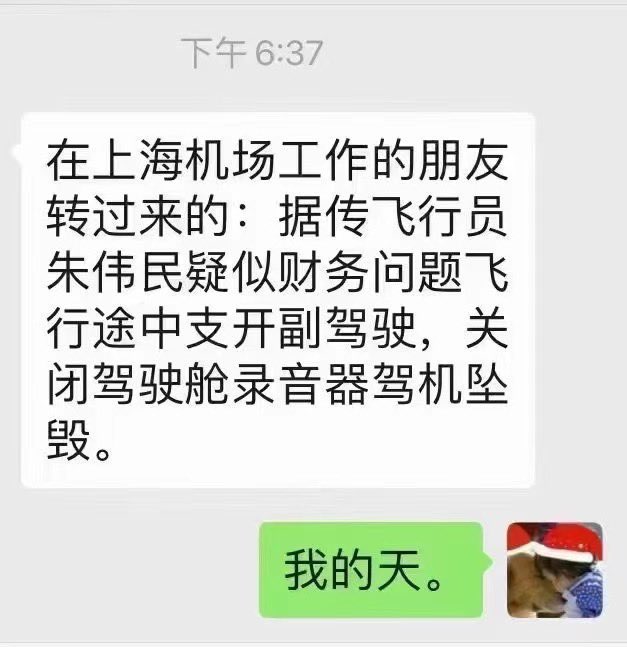 下午6:37
在上海机场工作的朋友
转过来的：据传飞行员
朱伟民疑似财务问题飞
行途中支开副驾驶，关
闭驾驶舱录音器驾机坠
毁。
我的天。